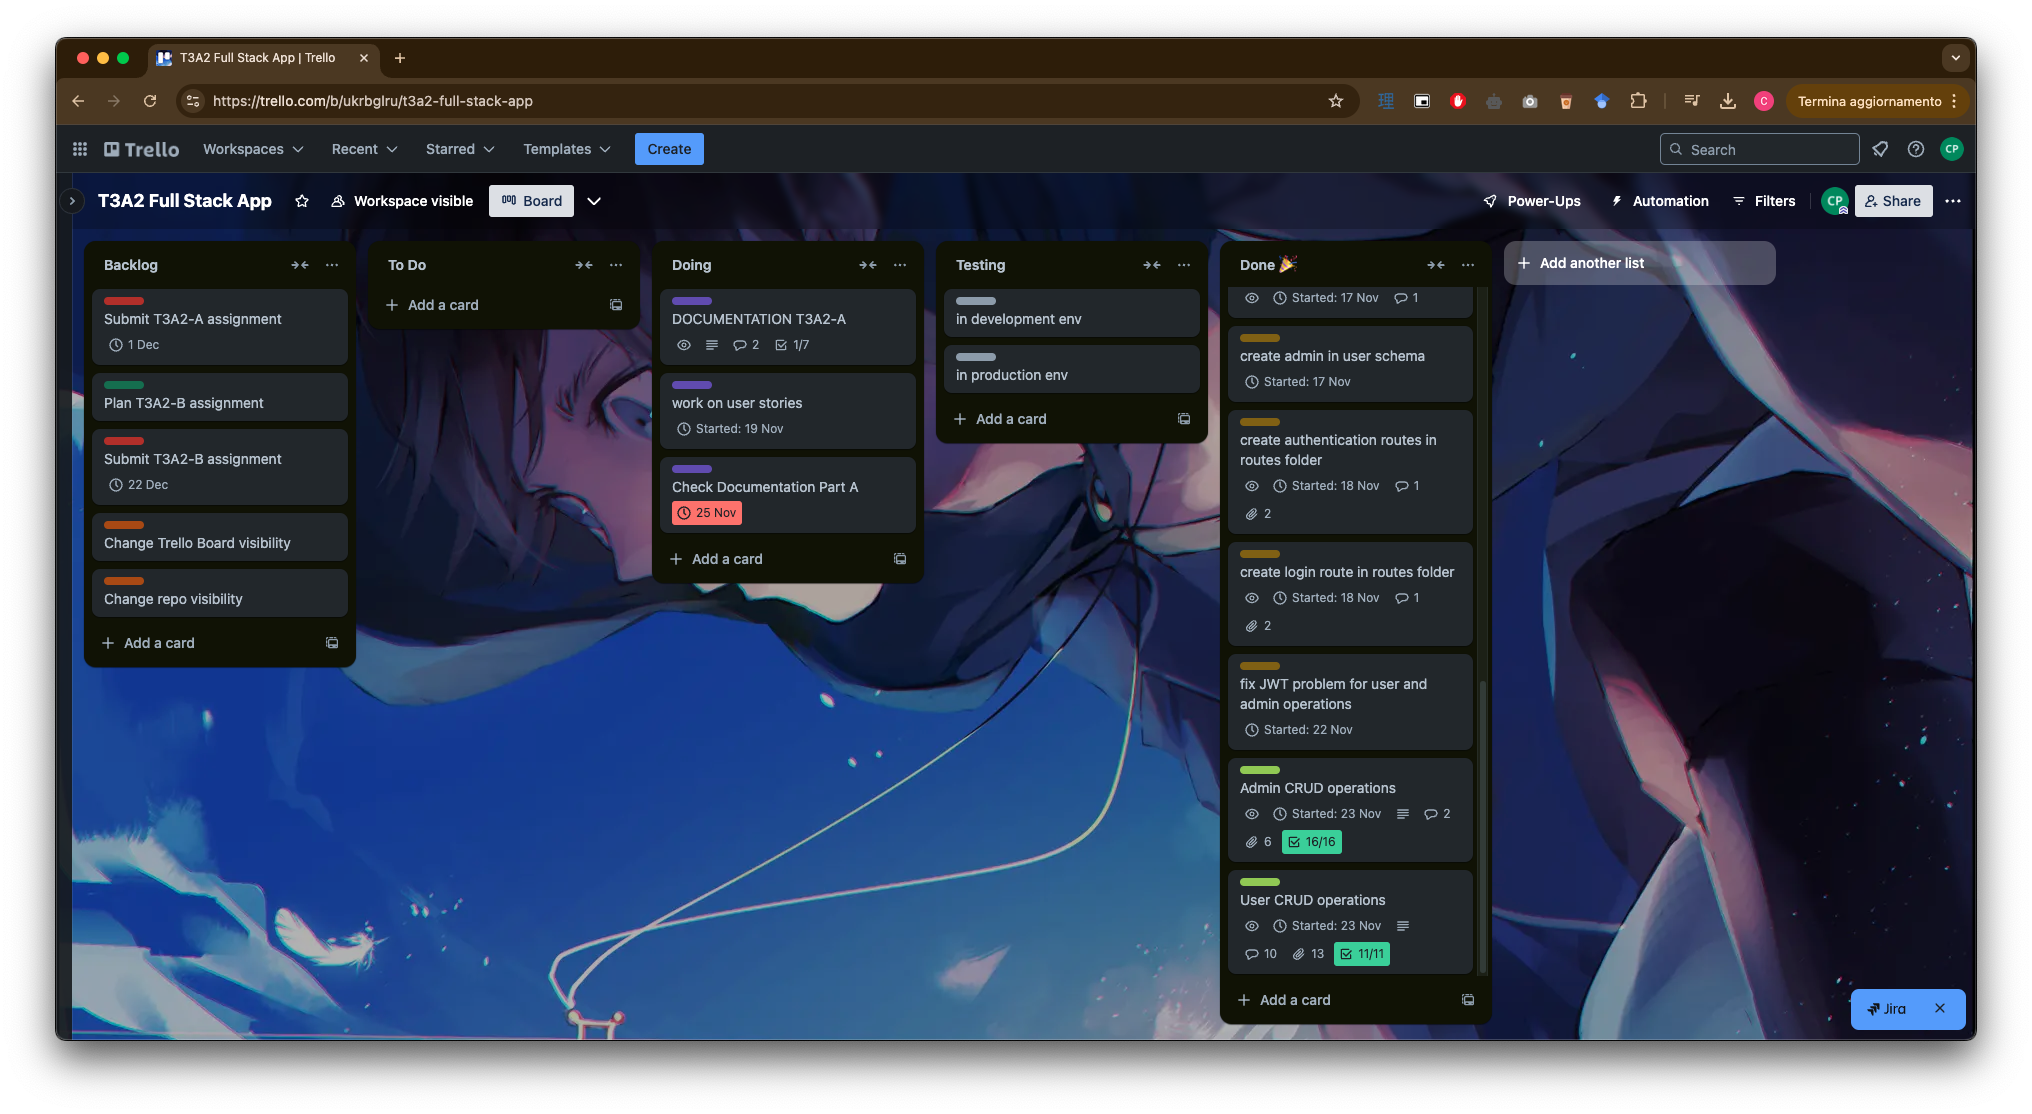 T3A2 Full Stack App | Trello
https://trello.com/b/ukrbglru/t3a2-full-stack-app
C
Termina aggiornamento
Trello
Workspaces
Recent
Starred
Templates
Create
Search
CP
T3A2 Full Stack App
Workspace visible
Board
Power-Ups
Automation
Filters
CP
Share
Backlog
Submit T3A2-A assignment
1 Dec
Plan T3A2-B assignment
Submit T3A2-B assignment
22 Dec
Change Trello Board visibility
Change repo visibility
+ Add a card
To Do
+ Add a card
Doing
DOCUMENTATION T3A2-A
2 1/7
work on user stories
Started: 19 Nov
Check Documentation Part A
25 Nov
+ Add a card
Testing
in development env
in production env
+ Add a card
Done 🎉
Started: 17 Nov 1
create admin in user schema
Started: 17 Nov
create authentication routes in
routes folder
Started: 18 Nov 1
2
create login route in routes folder
Started: 18 Nov 1
2
fix JWT problem for user and
admin operations
Started: 22 Nov
Admin CRUD operations
Started: 23 Nov 2
6 16/16
User CRUD operations
Started: 23 Nov
10 13 11/11
+ Add a card
+ Add another list
Jira